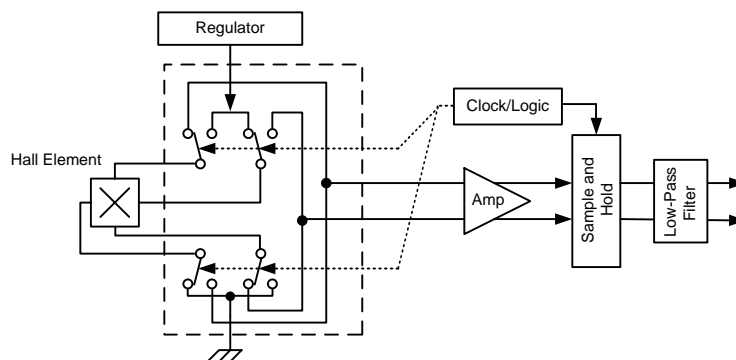 Regulator
Clock/Logic
Hall Element
Amp
Sample and
Hold
Low-Pass
Filter